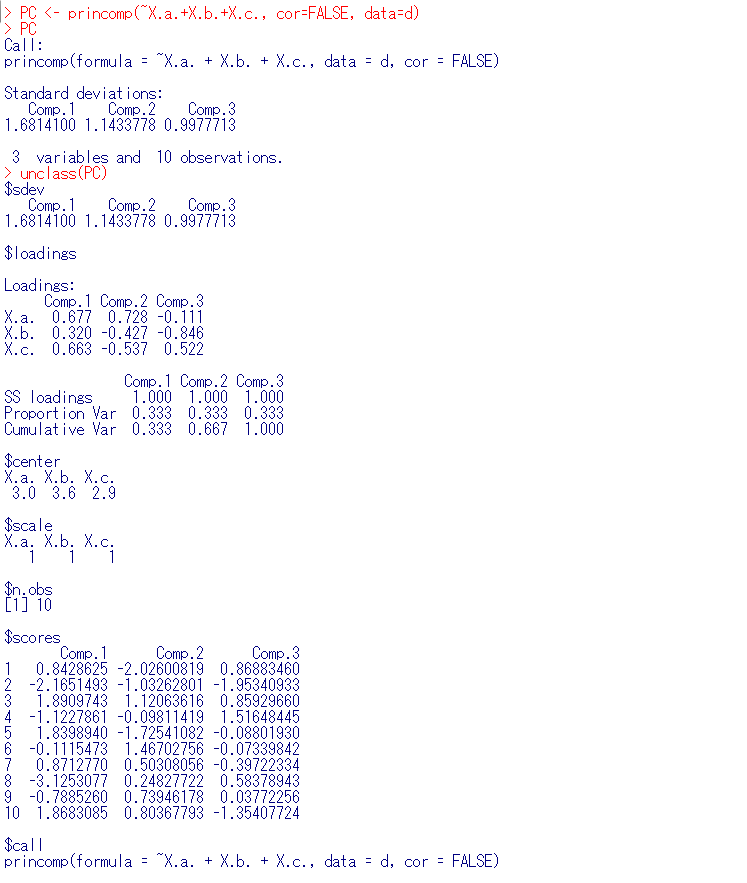 > PC <- princomp(~X.a.+X.b.+X.c., cor=FALSE, data=d)
> PC
Call:
princomp(formula = ~X.a. + X.b. + X.c., data = d, cor = FALSE)

Standard deviations:
   Comp.1    Comp.2    Comp.3
1.6814100 1.1433778 0.9977713

 3  variables and  10 observations.
> unclass(PC)
$sdev
   Comp.1    Comp.2    Comp.3
1.6814100 1.1433778 0.9977713

$loadings

Loadings:
     Comp.1 Comp.2 Comp.3
X.a.  0.677  0.728 -0.111
X.b.  0.320 -0.427 -0.846
X.c.  0.663 -0.537  0.522

               Comp.1 Comp.2 Comp.3
SS loadings     1.000  1.000  1.000
Proportion Var  0.333  0.333  0.333
Cumulative Var  0.333  0.667  1.000

$center
X.a. X.b. X.c.
 3.0  3.6  2.9

$scale
X.a. X.b. X.c.
   1    1    1

$n.obs
[1] 10

$scores
       Comp.1      Comp.2      Comp.3
1   0.8428625 -2.02600819  0.86883460
2  -2.1651493 -1.03262801 -1.95340933
3   1.8909743  1.12063616  0.85929660
4  -1.1227861 -0.09811419  1.51648445
5   1.8398940 -1.72541082 -0.08801930
6  -0.1115473  1.46702756 -0.07339842
7   0.8712770  0.50308056 -0.39722334
8  -3.1253077  0.24827722  0.58378943
9  -0.7885260  0.73946178  0.03772256
10  1.8683085  0.80367793 -1.35407724

$call
princomp(formula = ~X.a. + X.b. + X.c., data = d, cor = FALSE)